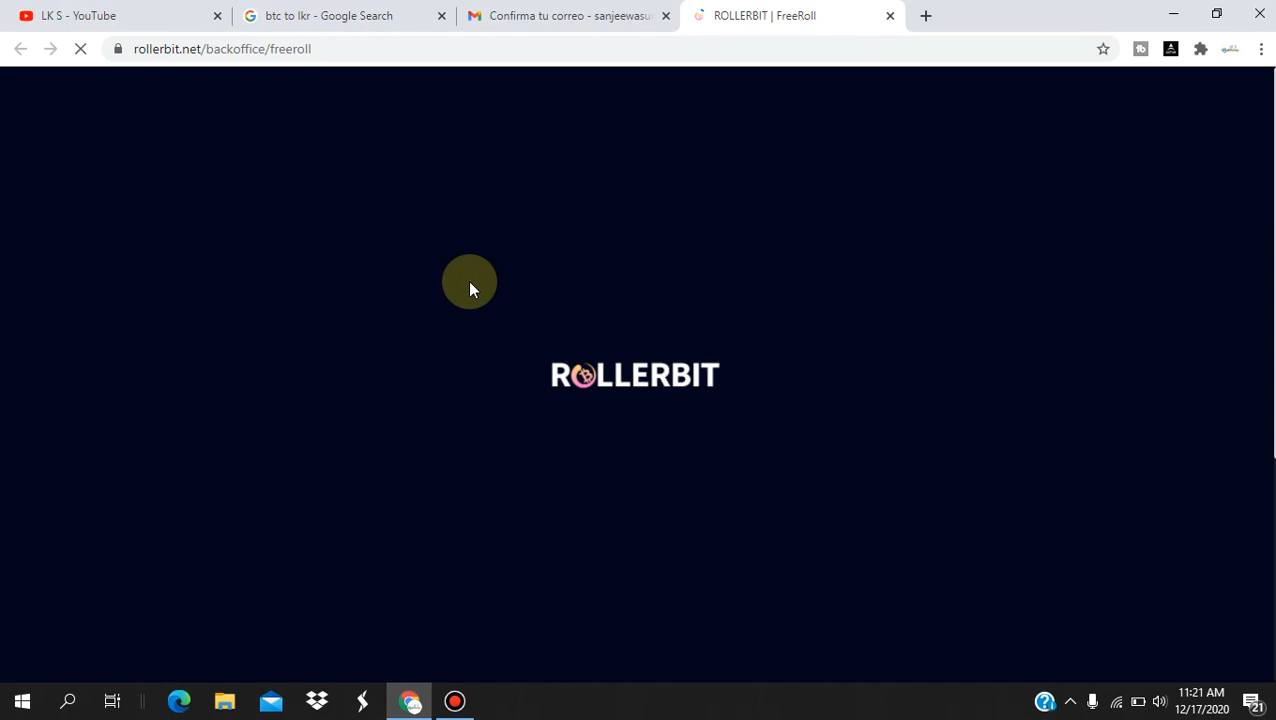 LK S - YouTube
btc to lkr - Google Search
Confirma tu correo - sanjeewasu
ROLLERBIT | FreeRoll
rollerbit.net/backoffice/freeroll
tb
ROLLERBIT
11:21 AM
12/17/2020
21